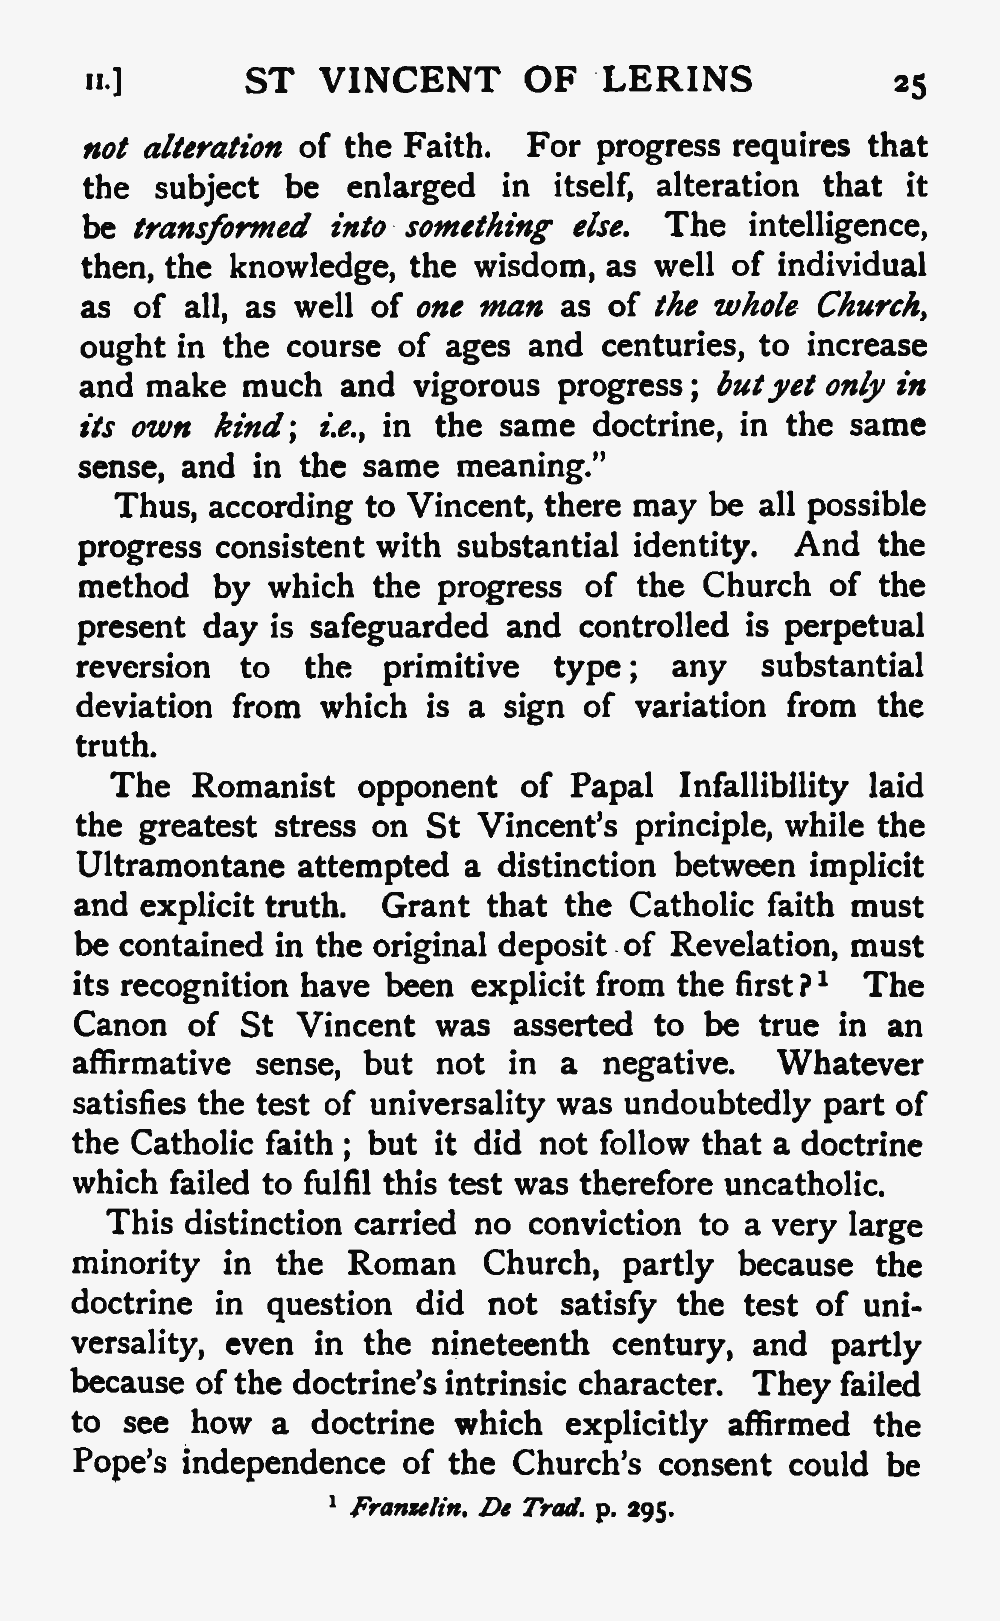 II.] ST VINCENT OF LERINS 25
not alteration of the Faith. For progress requires that
the subject be enlarged in itself, alteration that it
be transformed into something else. The intelligence,
then, the knowledge, the wisdom, as well of individual
as of all, as well of one man as of the whole Church,
ought in the course of ages and centuries, to increase
and make much and vigorous progress; but yet only in
its own kind; i.e., in the same doctrine, in the same
sense, and in the same meaning."
Thus, according to Vincent, there may be all possible
progress consistent with substantial identity. And the
method by which the progress of the Church of the
present day is safeguarded and controlled is perpetual
reversion to the primitive type; any substantial
deviation from which is a sign of variation from the
truth.
The Romanist opponent of Papal Infallibility laid
the greatest stress on St Vincent's principle, while the
Ultramontane attempted a distinction between implicit
and explicit truth. Grant that the Catholic faith must
be contained in the original deposit of Revelation, must
its recognition have been explicit from the first?¹ The
Canon of St Vincent was asserted to be true in an
affirmative sense, but not in a negative. Whatever
satisfies the test of universality was undoubtedly part of
the Catholic faith; but it did not follow that a doctrine
which failed to fulfil this test was therefore uncatholic.
This distinction carried no conviction to a very large
minority in the Roman Church, partly because the
doctrine in question did not satisfy the test of uni-
versality, even in the nineteenth century, and partly
because of the doctrine's intrinsic character. They failed
to see how a doctrine which explicitly affirmed the
Pope's independence of the Church's consent could be
¹ Franzelin, De Trad. p. 295.